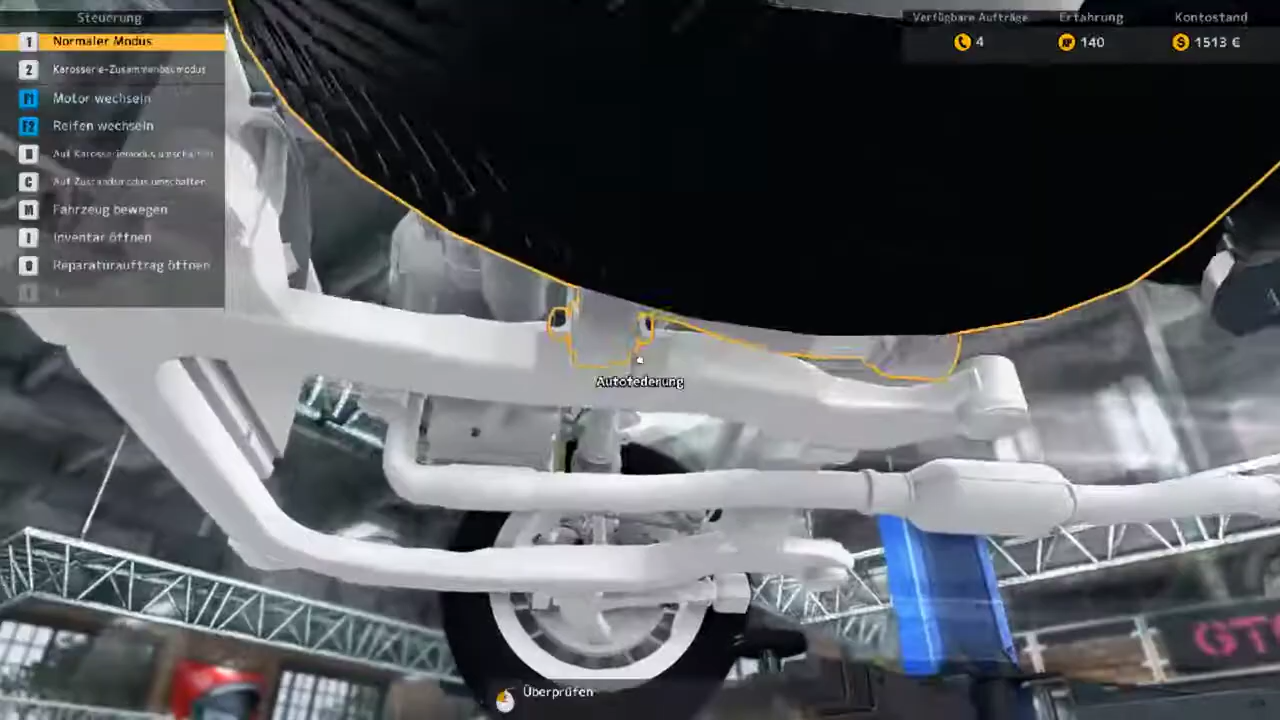 Steuerung
1 Normaler Modus
2 Karosserie-Zusammenbaumodus
F1 Motor wechseln
F2 Reifen wechseln
Auf Karosseriemodus umschalten
C Auf Zustandsmodus umschalten
M Fahrzeug bewegen
I Inventar öffnen
O Reparaturauftrag öffnen
Verfügbare Aufträge Erfahrung Kontostand
4 XP 140 $ 1513 €
Autofederung
Überprüfen